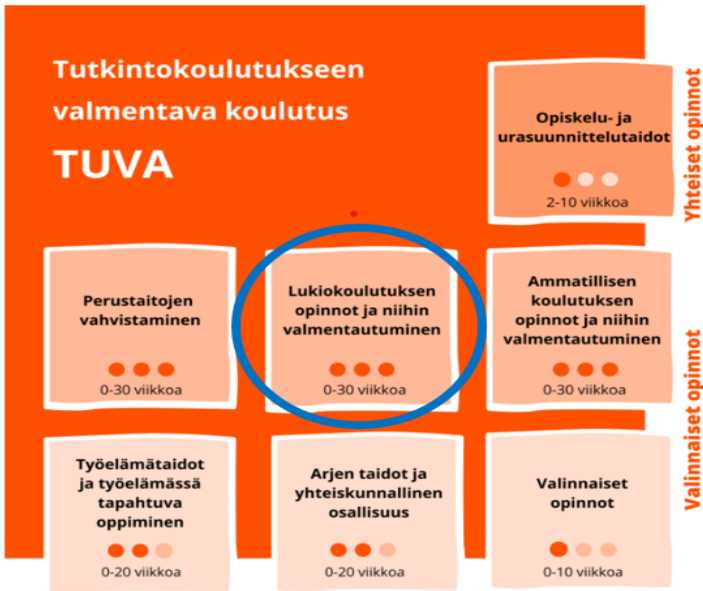 Tutkintokoulutukseen
valmentava koulutus
TUVA
Opiskelu- ja
urasuunnittelutaidot
2-10 viikkoa
Yhteiset opinnot
Perustaitojen
vahvistaminen
0-30 viikkoa
Lukiokoulutuksen
opinnot ja niihin
valmentautuminen
0-30 viikkoa
Ammatillisen
koulutuksen
opinnot ja niihin
valmentautuminen
0-30 viikkoa
Työelämätaidot
ja työelämässä
tapahtuva
oppiminen
0-20 viikkoa
Arjen taidot ja
yhteiskunnallinen
osallisuus
0-20 viikkoa
Valinnaiset
opinnot
0-10 viikkoa
Valinnaiset opinnot